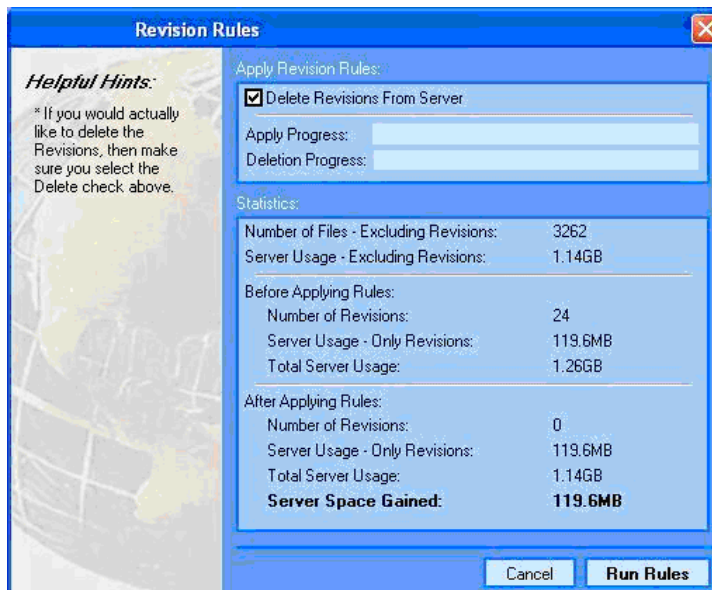 Revision Rules
Helpful Hints:
* If you would actually
like to delete the
Revisions, then make
sure you select the
Delete check above.
Apply Revision Rules:
Delete Revisions From Server
Apply Progress:
Deletion Progress:
Statistics:
Number of Files - Excluding Revisions: 3262
Server Usage - Excluding Revisions: 1.14GB
Before Applying Rules:
Number of Revisions: 24
Server Usage - Only Revisions: 119.6MB
Total Server Usage: 1.26GB
After Applying Rules:
Number of Revisions: 0
Server Usage - Only Revisions: 119.6MB
Total Server Usage: 1.14GB
Server Space Gained: 119.6MB
Cancel Run Rules